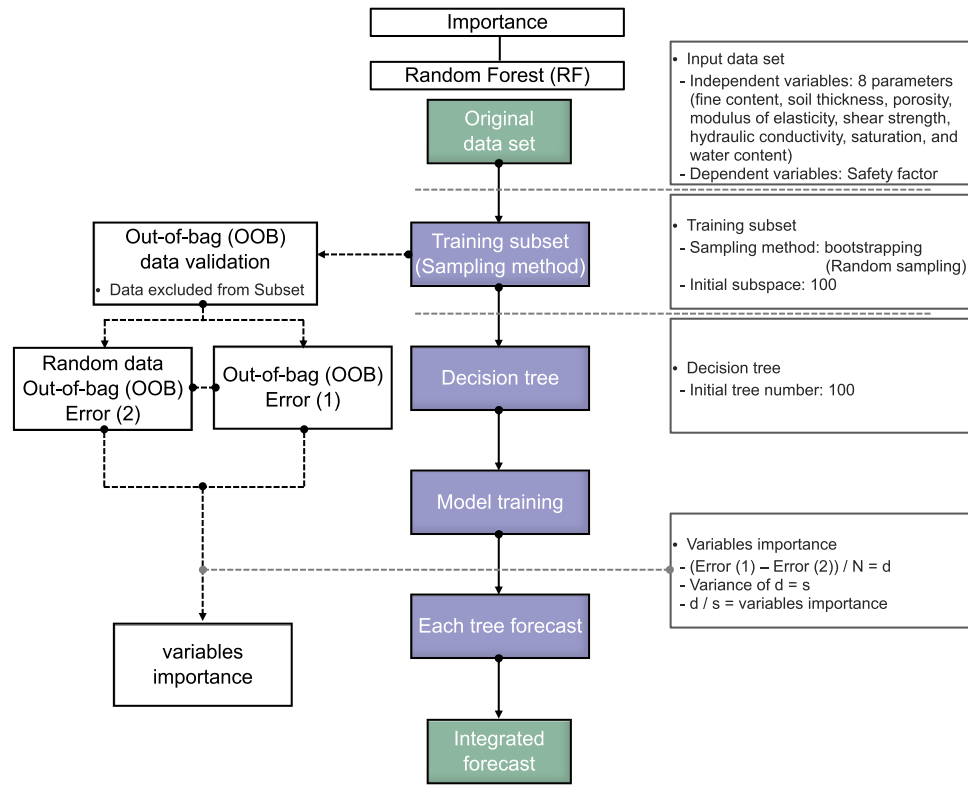 Importance
Random Forest (RF)
Original
data set
• Input data set
- Independent variables: 8 parameters
(fine content, soil thickness, porosity,
modulus of elasticity, shear strength,
hydraulic conductivity, saturation, and
water content)
- Dependent variables: Safety factor
Out-of-bag (OOB)
data validation
• Data excluded from Subset
Training subset
(Sampling method)
• Training subset
- Sampling method: bootstrapping
(Random sampling)
- Initial subspace: 100
Random data
Out-of-bag (OOB)
Error (2)
Out-of-bag (OOB)
Error (1)
Decision tree
• Decision tree
- Initial tree number: 100
Model training
• Variables importance
- (Error (1) – Error (2)) / N = d
- Variance of d = s
- d / s = variables importance
Each tree forecast
variables
importance
Integrated
forecast